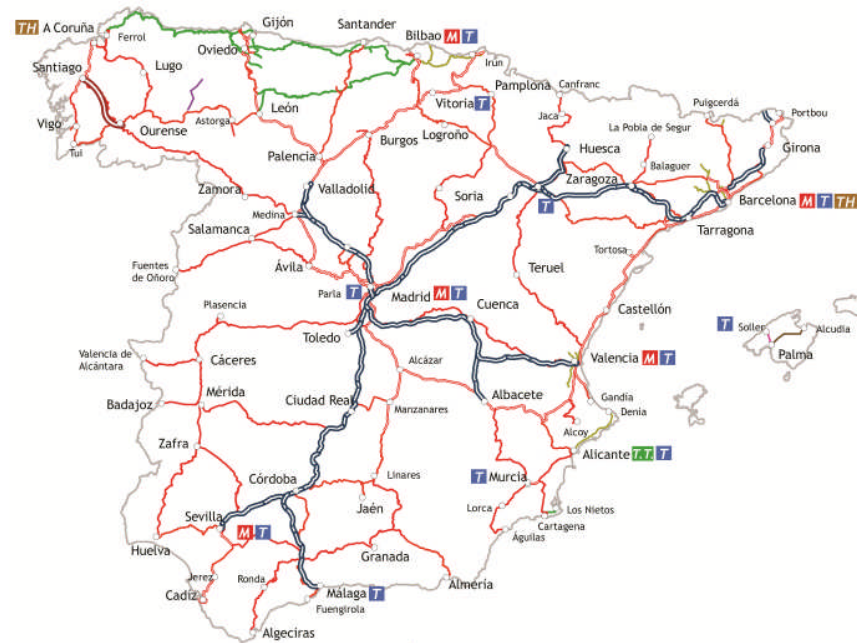 TH A Coruña
Ferrol
Gijón
Santander
Bilbao M T
Irún
Oviedo
Santiago
Lugo
León
Vitoria T
Pamplona
Canfranc
Puigcerdá
Portbou
Vigo
Tui
Ourense
Astorga
Palencia
Burgos
Logroño
Jaca
Huesca
La Pobla de Segur
Balaguer
Girona
Zamora
Valladolid
Soria
Zaragoza
T
Barcelona M T TH
Tarragona
Medina
Salamanca
Fuentes
de Oñoro
Ávila
Tortosa
Teruel
Parla T
Madrid M T
Cuenca
Castellón
Plasencia
Toledo
T Soller
Alcudia
Palma
Valencia de
Alcántara
Cáceres
Alcázar
Valencia M T
Badajoz
Mérida
Ciudad Real
Manzanares
Albacete
Gandía
Denia
Zafra
Alcoy
Alicante T.T. T
Córdoba
Linares
T Murcia
Sevilla
M T
Jaén
Lorca
Los Nietos
Cartagena
Águilas
Huelva
Granada
Jerez
Ronda
Málaga T
Almería
Cadiz
Fuengirola
Algeciras